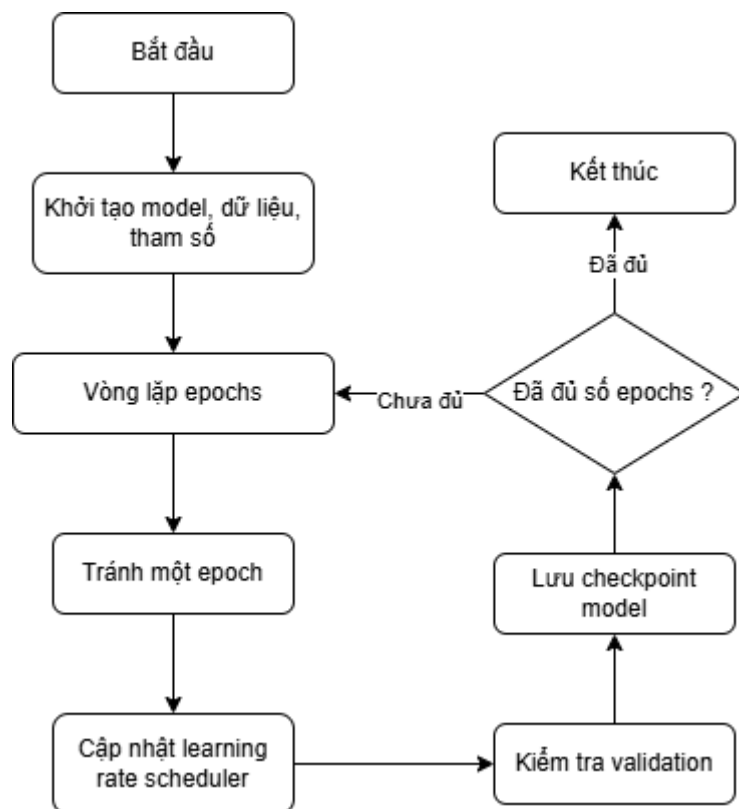 Bắt đầu
Khởi tạo model, dữ liệu,
tham số
Vòng lặp epochs
Tránh một epoch
Cập nhật learning
rate scheduler
Kiểm tra validation
Lưu checkpoint
model
Đã đủ số epochs ?
Chưa đủ
Đã đủ
Kết thúc